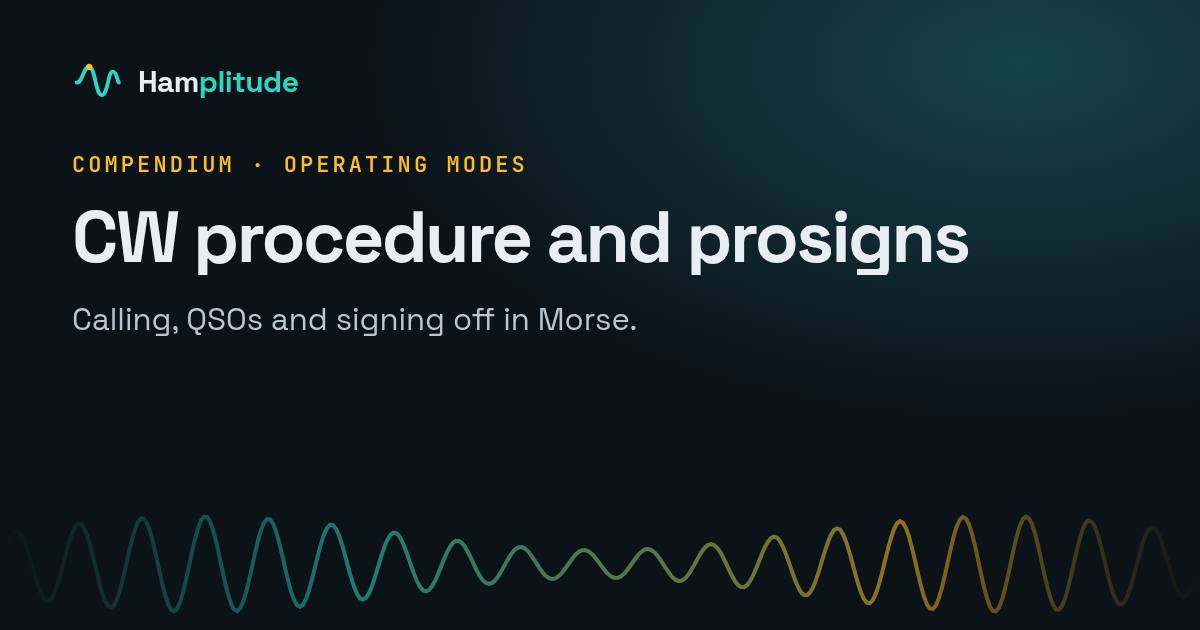 Hamplitude
COMPENDIUM · OPERATING MODES
CW procedure and prosigns
Calling, QSOs and signing off in Morse.